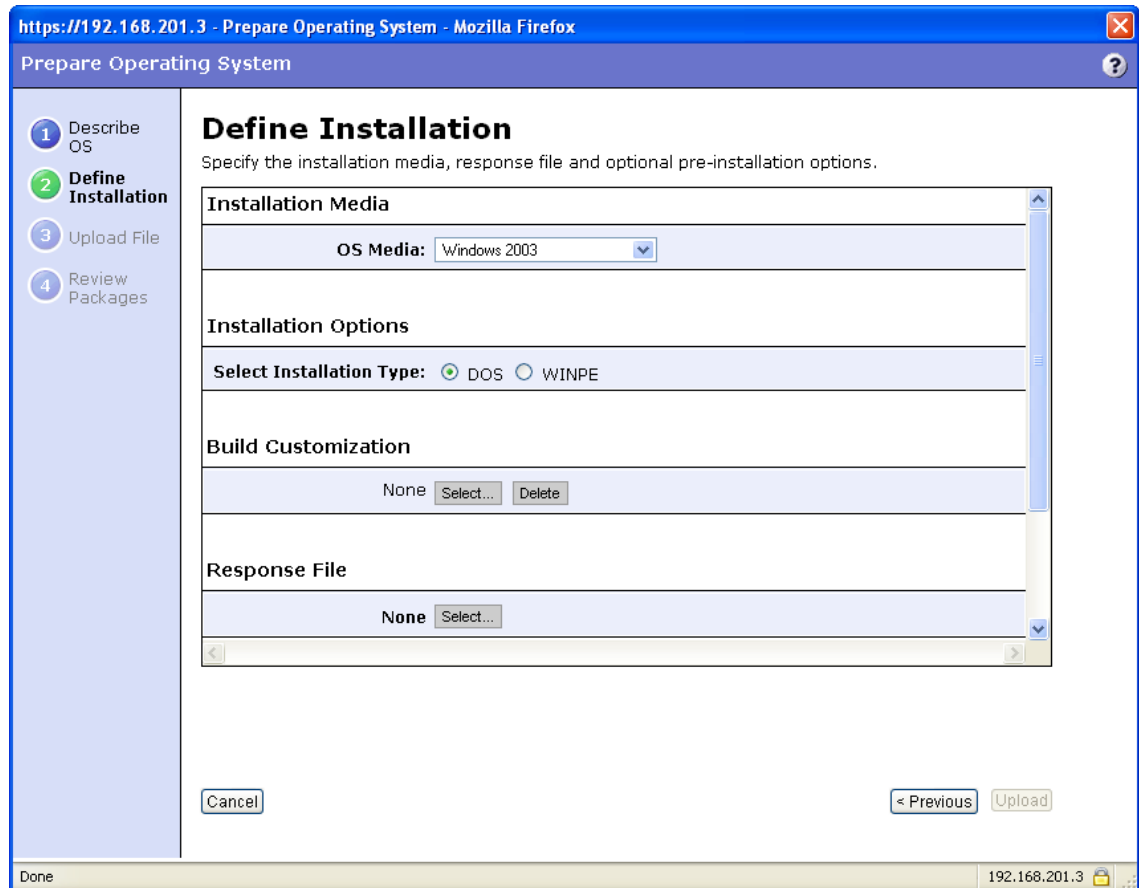 https://192.168.201.3 - Prepare Operating System - Mozilla Firefox
Prepare Operating System
?
1 Describe
OS
2 Define
Installation
3 Upload File
4 Review
Packages
Define Installation
Specify the installation media, response file and optional pre-installation options.
Installation Media
OS Media: Windows 2003
Installation Options
Select Installation Type: DOS WINPE
Build Customization
None Select... Delete
Response File
None Select...
Cancel
< Previous Upload
Done
192.168.201.3